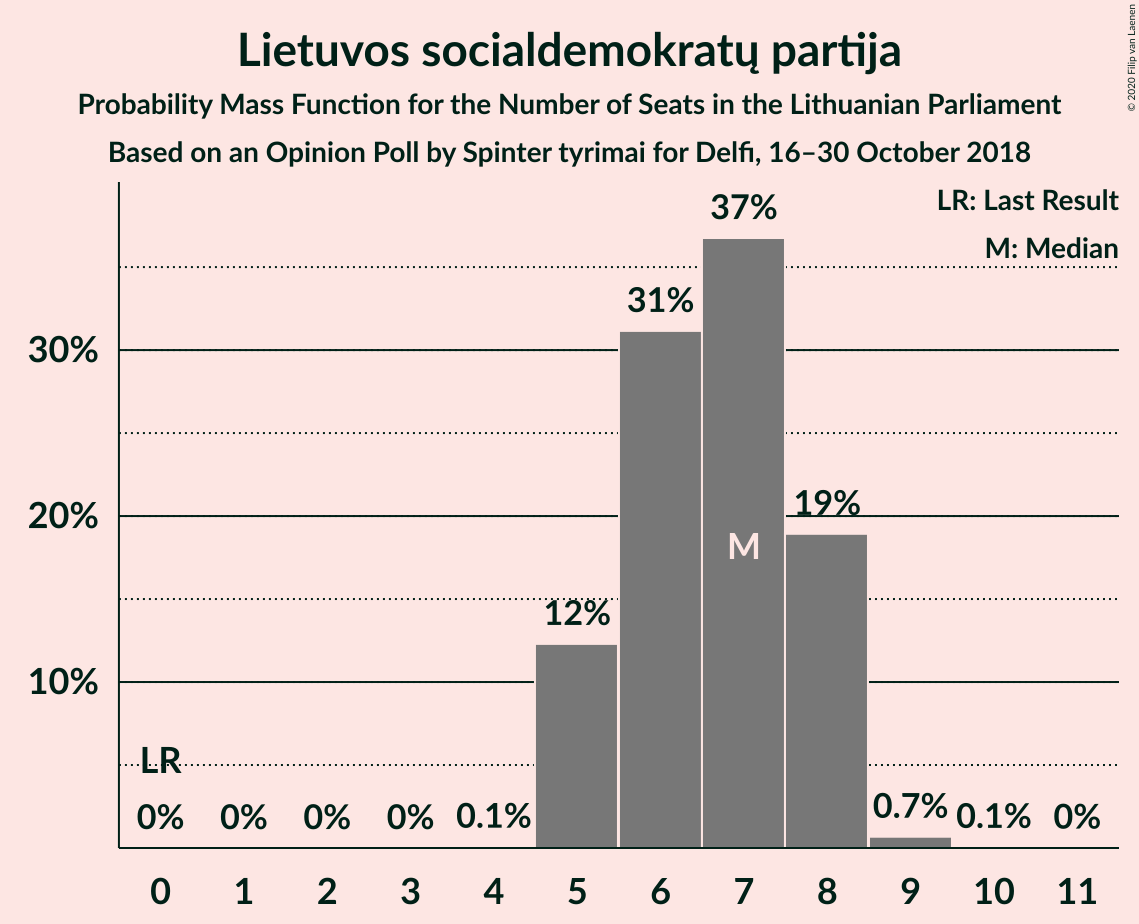 Lietuvos socialdemokratų partija
Probability Mass Function for the Number of Seats in the Lithuanian Parliament
Based on an Opinion Poll by Spinter tyrimai for Delfi, 16–30 October 2018
© 2020 Filip van Laenen
LR: Last Result
M: Median
37%
31%
30%
19%
20%
M
12%
10%
LR
0% 0% 0% 0% 0.1% 0.7% 0.1% 0%
0 1 2 3 4 5 6 7 8 9 10 11